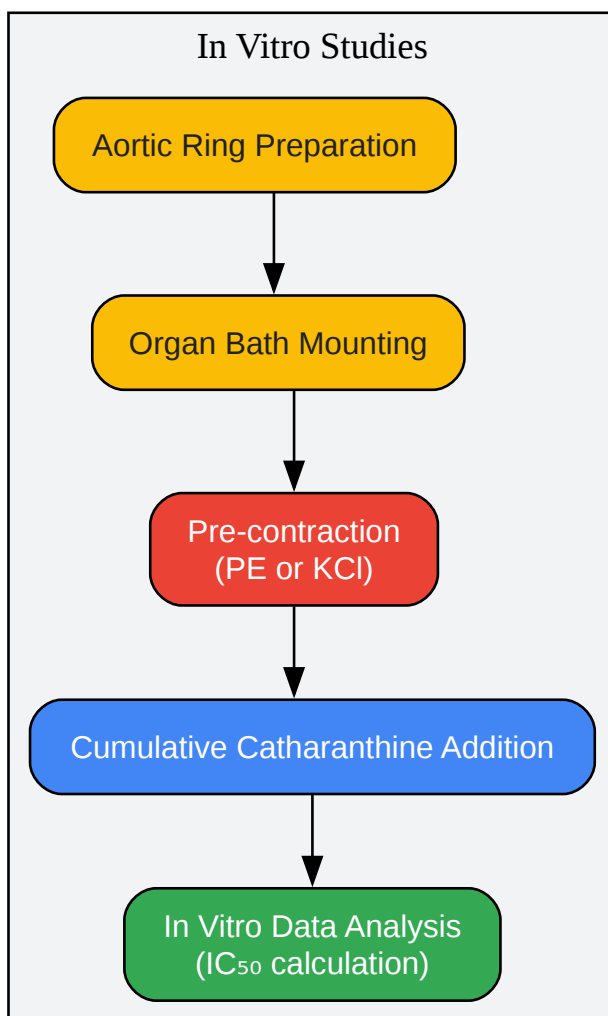 In Vitro Studies
Aortic Ring Preparation
Organ Bath Mounting
Pre-contraction
(PE or KCl)
Cumulative Catharanthine Addition
In Vitro Data Analysis
(IC₅₀ calculation)